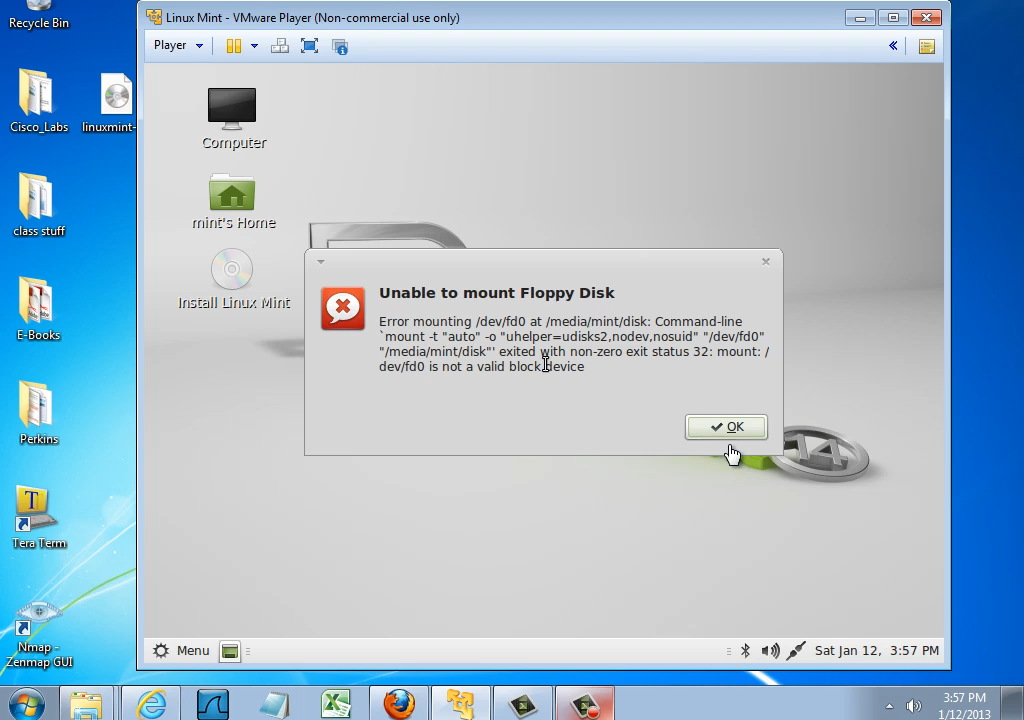 Recycle Bin
Cisco_Labs
linuxmint-
class stuff
E-Books
Perkins
T
Tera Term
Nmap -
Zenmap GUI
Linux Mint - VMware Player (Non-commercial use only)
Player
Computer
mint's Home
Install Linux Mint
Unable to mount Floppy Disk
Error mounting /dev/fd0 at /media/mint/disk: Command-line
`mount -t "auto" -o "uhelper=udisks2,nodev,nosuid" "/dev/fd0"
"/media/mint/disk"' exited with non-zero exit status 32: mount: /
dev/fd0 is not a valid block device
OK
14
Menu
Sat Jan 12, 3:57 PM
3:57 PM
1/12/2013